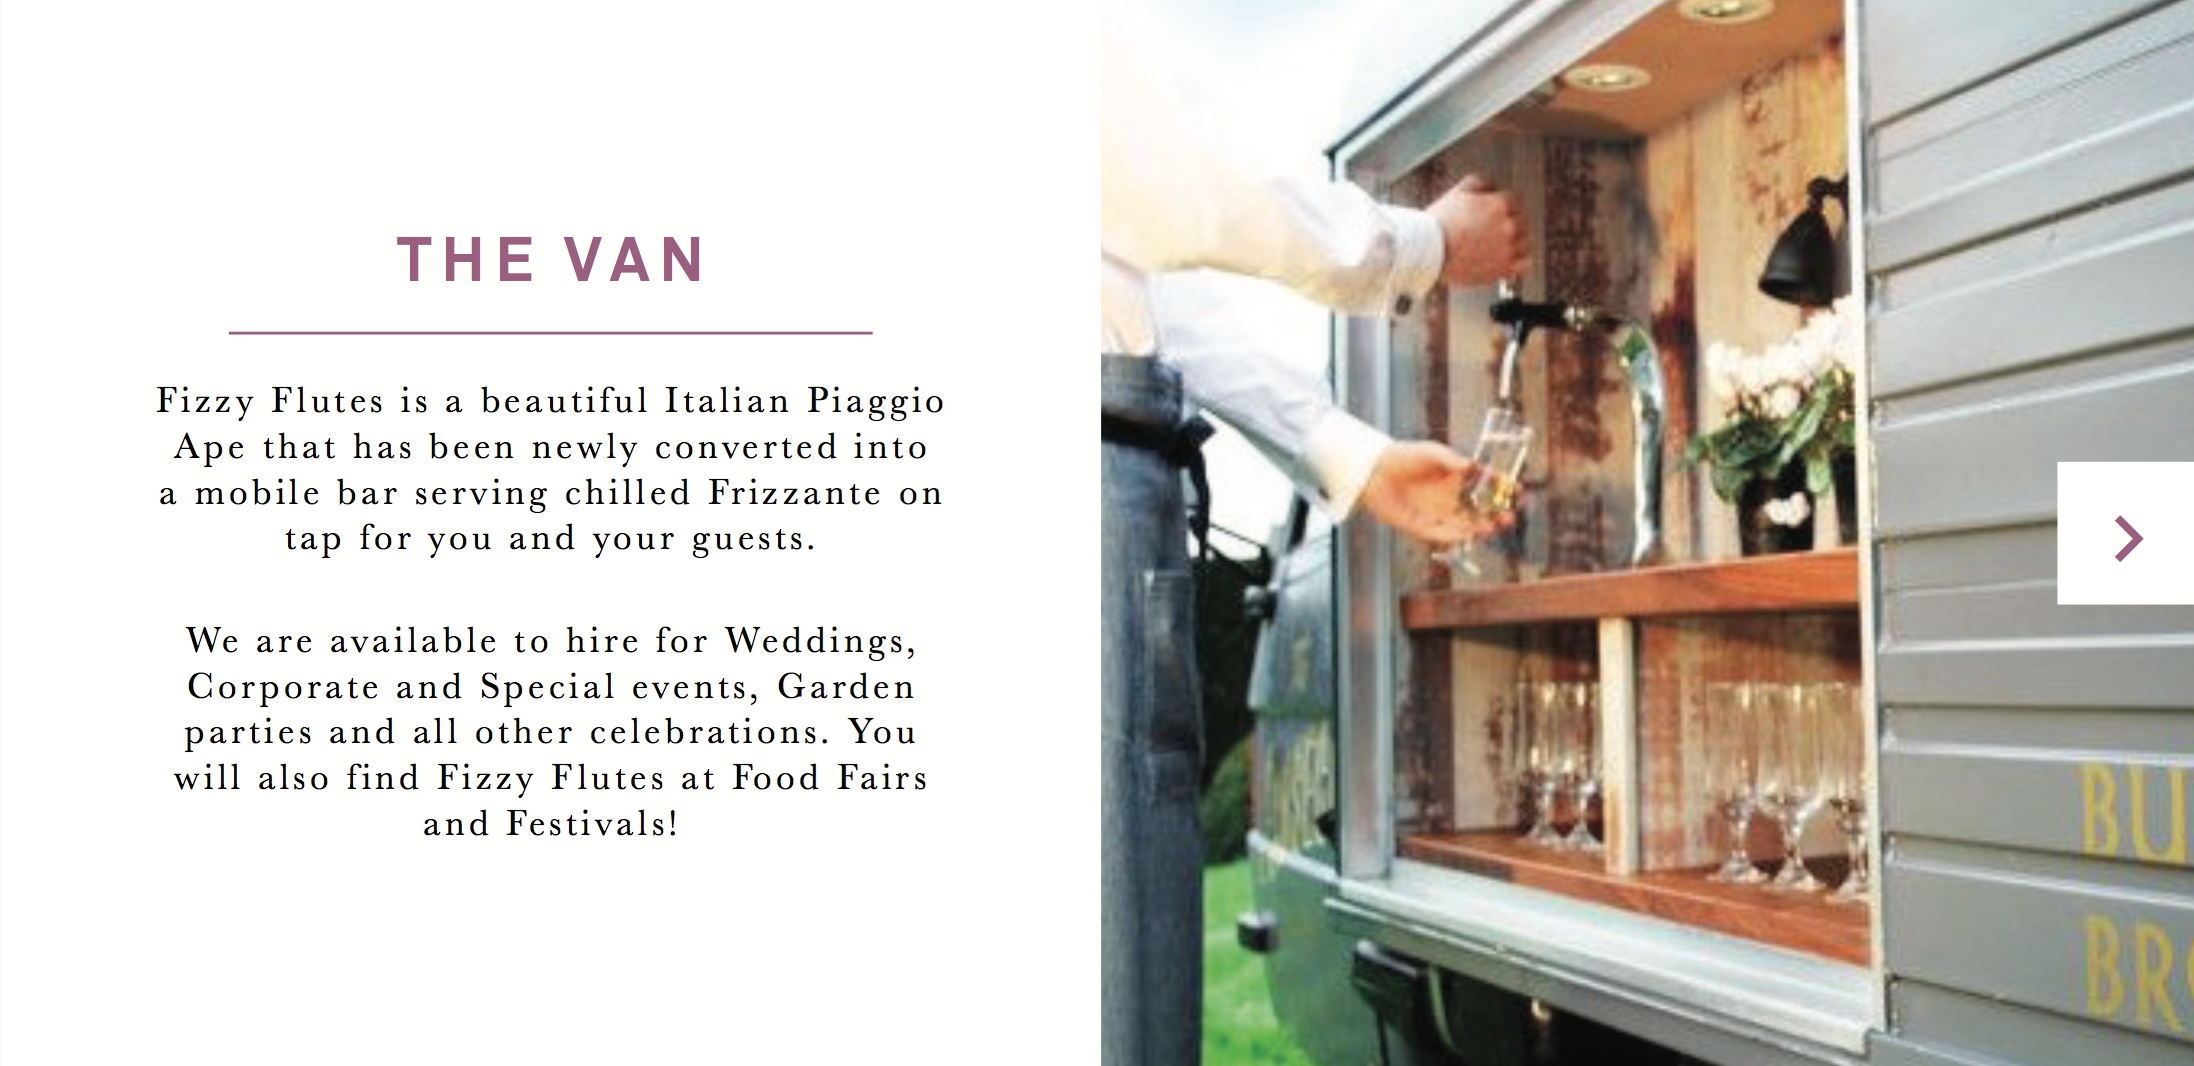 THE VAN
Fizzy Flutes is a beautiful Italian Piaggio
Ape that has been newly converted into
a mobile bar serving chilled Frizzante on
tap for you and your guests.
We are available to hire for Weddings,
Corporate and Special events, Garden
parties and all other celebrations. You
will also find Fizzy Flutes at Food Fairs
and Festivals!
BU
BR